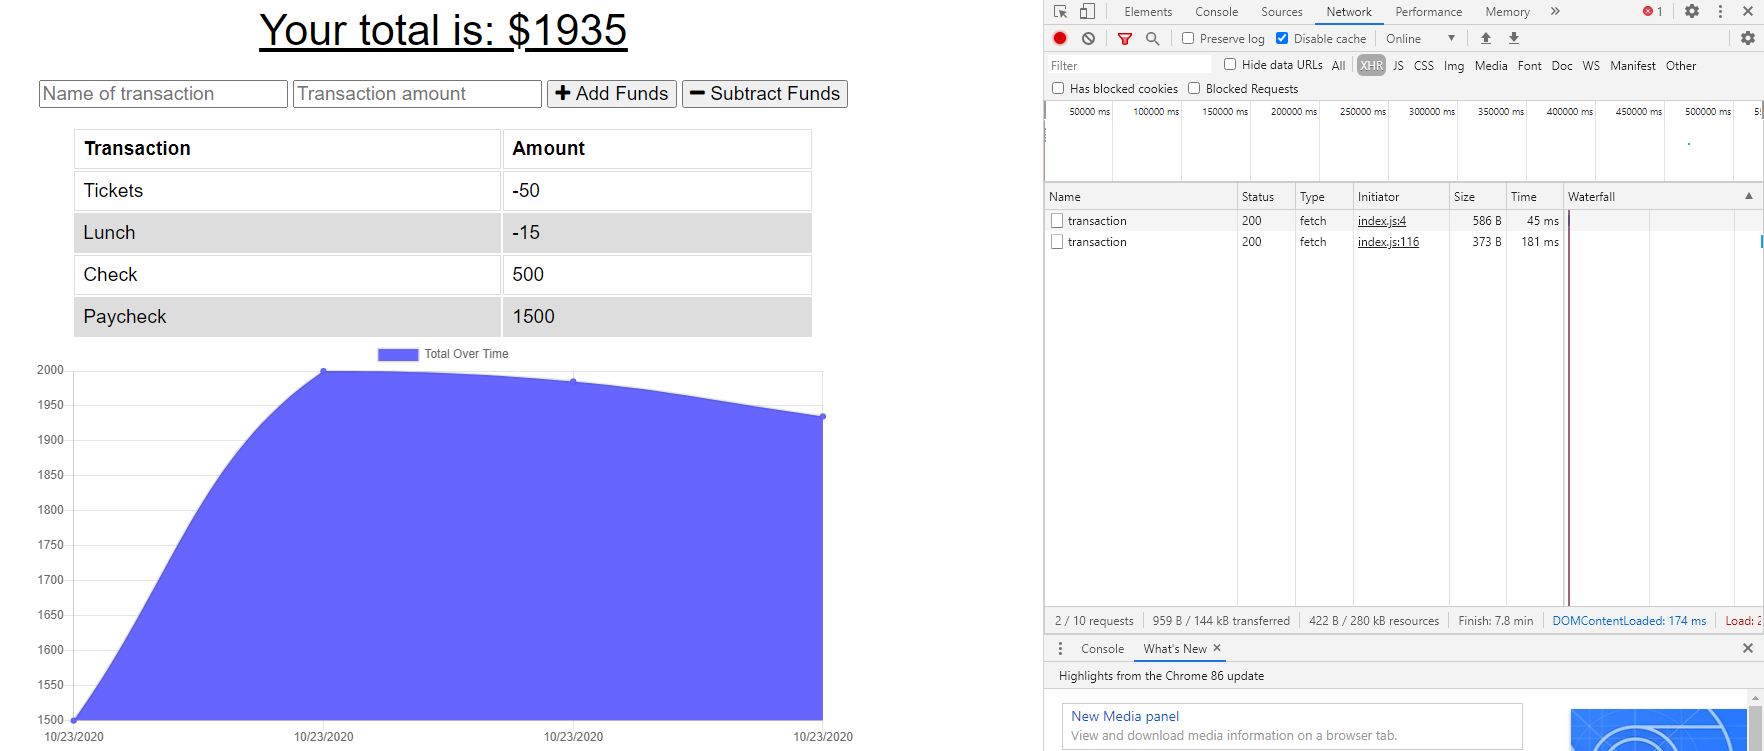 Your total is: $1935
Name of transaction Transaction amount Add Funds Subtract Funds
Transaction Amount
Tickets -50
Lunch -15
Check 500
Paycheck 1500
Total Over Time
2000
1950
1900
1850
1800
1750
1700
1650
1600
1550
1500
10/23/2020 10/23/2020 10/23/2020 10/23/2020
Elements Console Sources Network Performance Memory » 1
Preserve log Disable cache Online
Filter Hide data URLs All XHR JS CSS Img Media Font Doc WS Manifest Other
Has blocked cookies Blocked Requests
50000 ms 100000 ms 150000 ms 200000 ms 250000 ms 300000 ms 350000 ms 400000 ms 450000 ms 500000 ms
Name Status Type Initiator Size Time Waterfall
transaction 200 fetch index.js:4 586 B 45 ms
transaction 200 fetch index.js:116 373 B 181 ms
2 / 10 requests 959 B / 144 kB transferred 422 B / 280 kB resources Finish: 7.8 min DOMContentLoaded: 174 ms Load:
Console What's New
Highlights from the Chrome 86 update
New Media panel
View and download media information on a browser tab.